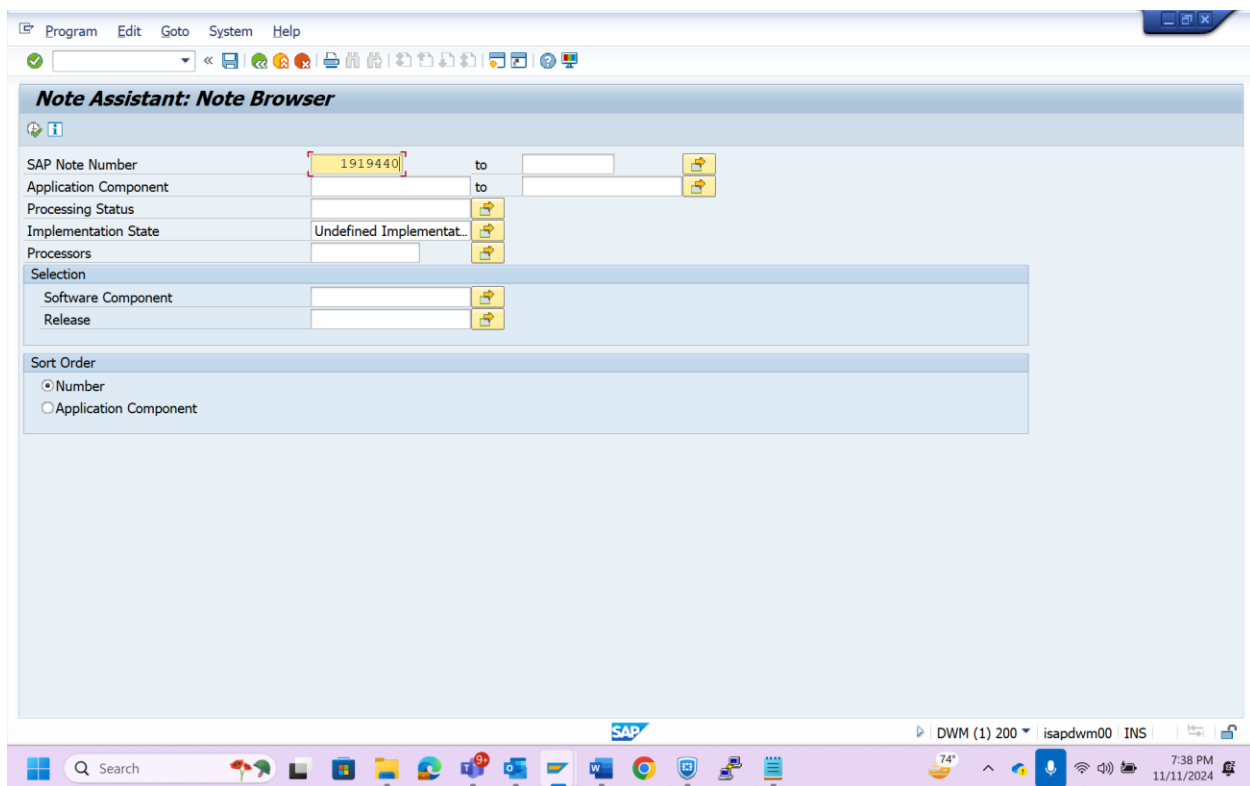 Program Edit Goto System Help
Note Assistant: Note Browser
SAP Note Number 1919440 to
Application Component to
Processing Status
Implementation State Undefined Implementat...
Processors
Selection
Software Component
Release
Sort Order
Number
Application Component
SAP
DWM (1) 200 isapdwm00 INS
Search 9+ 74° 7:38 PM
11/11/2024